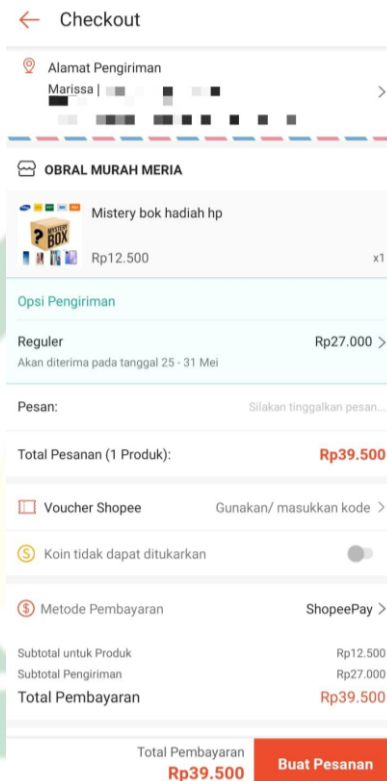 Checkout
Alamat Pengiriman
Marissa |
OBRAL MURAH MERIA
MYSTERY
BOX
Mistery bok hadiah hp
Rp12.500 x1
Opsi Pengiriman
Reguler Rp27.000
Akan diterima pada tanggal 25 - 31 Mei
Pesan: Silakan tinggalkan pesan...
Total Pesanan (1 Produk): Rp39.500
Voucher Shopee Gunakan/ masukkan kode
Koin tidak dapat ditukarkan
Metode Pembayaran ShopeePay
Subtotal untuk Produk Rp12.500
Subtotal Pengiriman Rp27.000
Total Pembayaran Rp39.500
Total Pembayaran
Rp39.500
Buat Pesanan